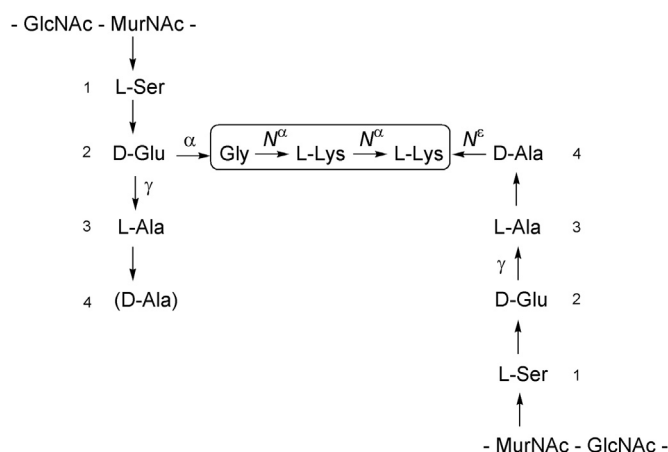 - GlcNAc - MurNAc -
1 L-Ser
2 D-Glu α Gly Nα L-Lys Nα L-Lys Nε D-Ala 4
γ
3 L-Ala L-Ala 3
γ
4 (D-Ala) D-Glu 2
L-Ser 1
- MurNAc - GlcNAc -